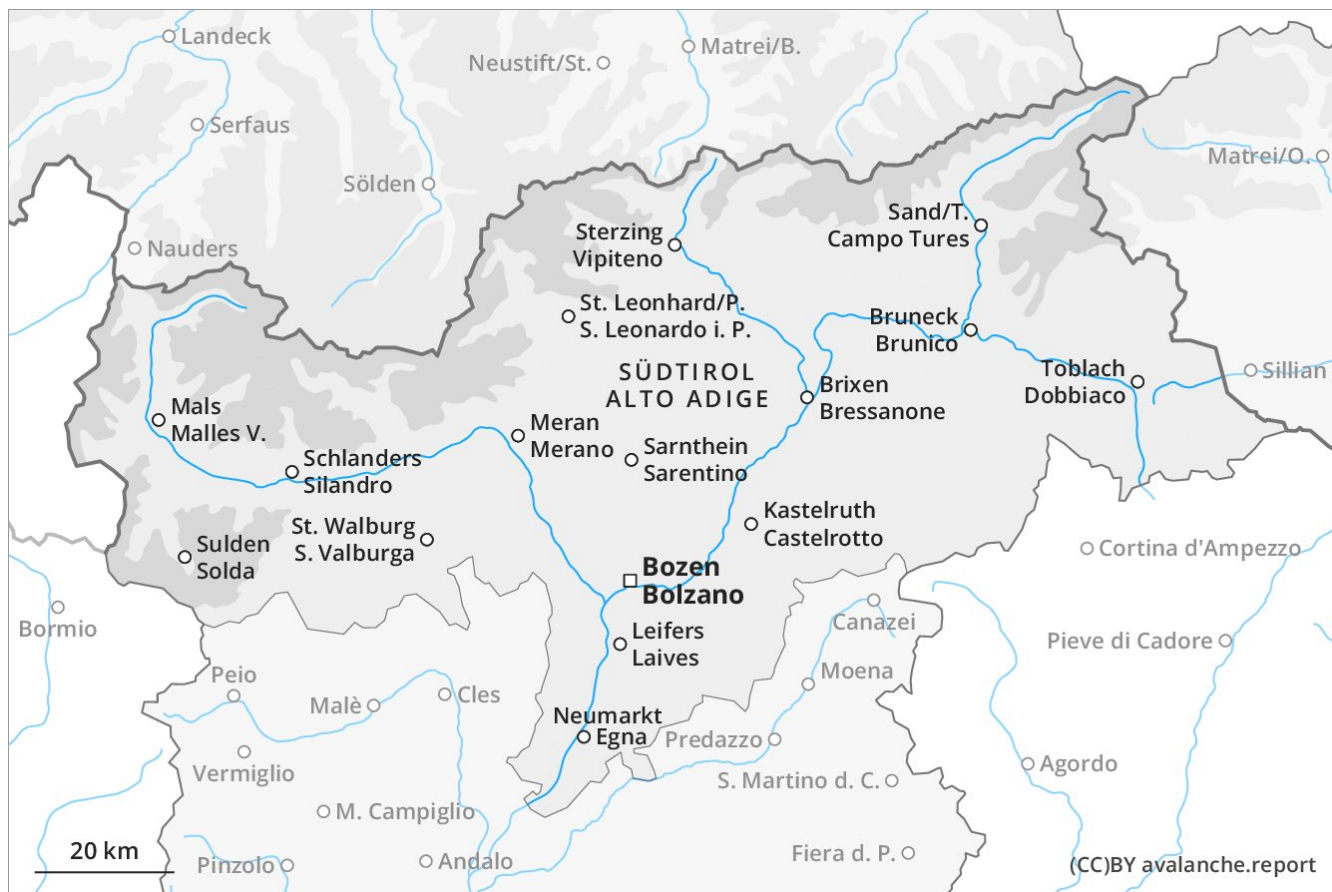 Landeck
Matrei/B.
Neustift/St.
Serfaus
Matrei/O.
Sölden
Sand/T.
Campo Tures
Sterzing
Vipiteno
Nauders
St. Leonhard/P.
S. Leonardo i. P.
Bruneck
Brunico
SÜDTIROL
ALTO ADIGE
Toblach
Dobbiaco
Sillian
Brixen
Bressanone
Mals
Malles V.
Meran
Merano
Sarnthein
Sarentino
Schlanders
Silandro
Kastelruth
Castelrotto
St. Walburg
S. Valburga
Sulden
Solda
Cortina d'Ampezzo
Bozen
Bolzano
Bormio
Canazei
Leifers
Laives
Pieve di Cadore
Peio
Moena
Cles
Malè
Neumarkt
Egna
Predazzo
Vermiglio
Agordo
S. Martino d. C.
M. Campiglio
20 km
Pinzolo
Andalo
Fiera d. P.
(CC)BY avalanche.report